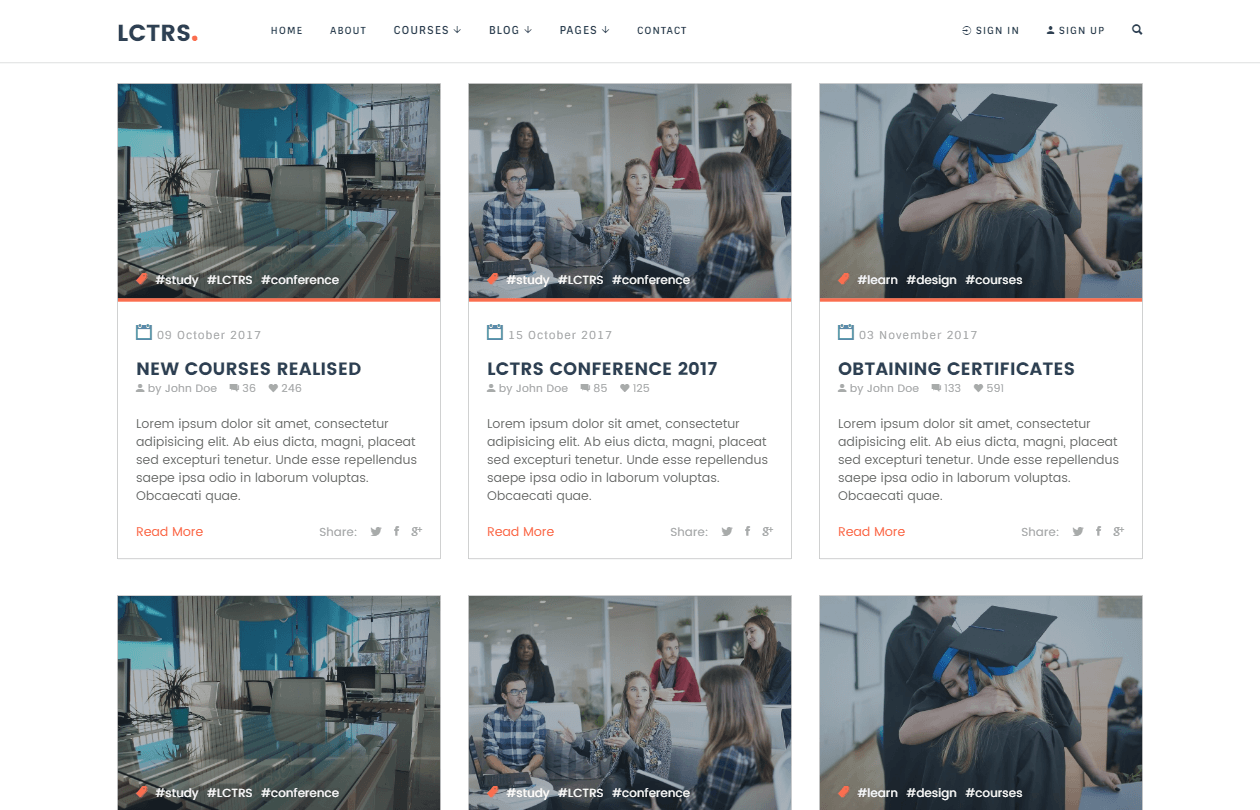 LCTRS.
HOME ABOUT COURSES BLOG PAGES CONTACT SIGN IN SIGN UP
#study #LCTRS #conference
09 October 2017
NEW COURSES REALISED
by John Doe 36 246
Lorem ipsum dolor sit amet, consectetur
adipisicing elit. Ab eius dicta, magni, placeat
sed excepturi tenetur. Unde esse repellendus
saepe ipsa odio in laborum voluptas.
Obcaecati quae.
Read More Share:
#study #LCTRS #conference
15 October 2017
LCTRS CONFERENCE 2017
by John Doe 85 125
Lorem ipsum dolor sit amet, consectetur
adipisicing elit. Ab eius dicta, magni, placeat
sed excepturi tenetur. Unde esse repellendus
saepe ipsa odio in laborum voluptas.
Obcaecati quae.
Read More Share:
#learn #design #courses
03 November 2017
OBTAINING CERTIFICATES
by John Doe 133 591
Lorem ipsum dolor sit amet, consectetur
adipisicing elit. Ab eius dicta, magni, placeat
sed excepturi tenetur. Unde esse repellendus
saepe ipsa odio in laborum voluptas.
Obcaecati quae.
Read More Share:
#study #LCTRS #conference
#study #LCTRS #conference
#learn #design #courses